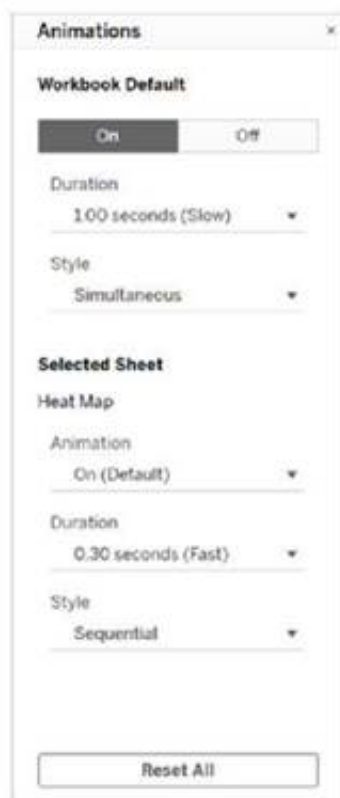 Animations ×
Workbook Default
On Off
Duration
1.00 seconds (Slow)
Style
Simultaneous
Selected Sheet
Heat Map
Animation
On (Default)
Duration
0.30 seconds (Fast)
Style
Sequential
Reset All